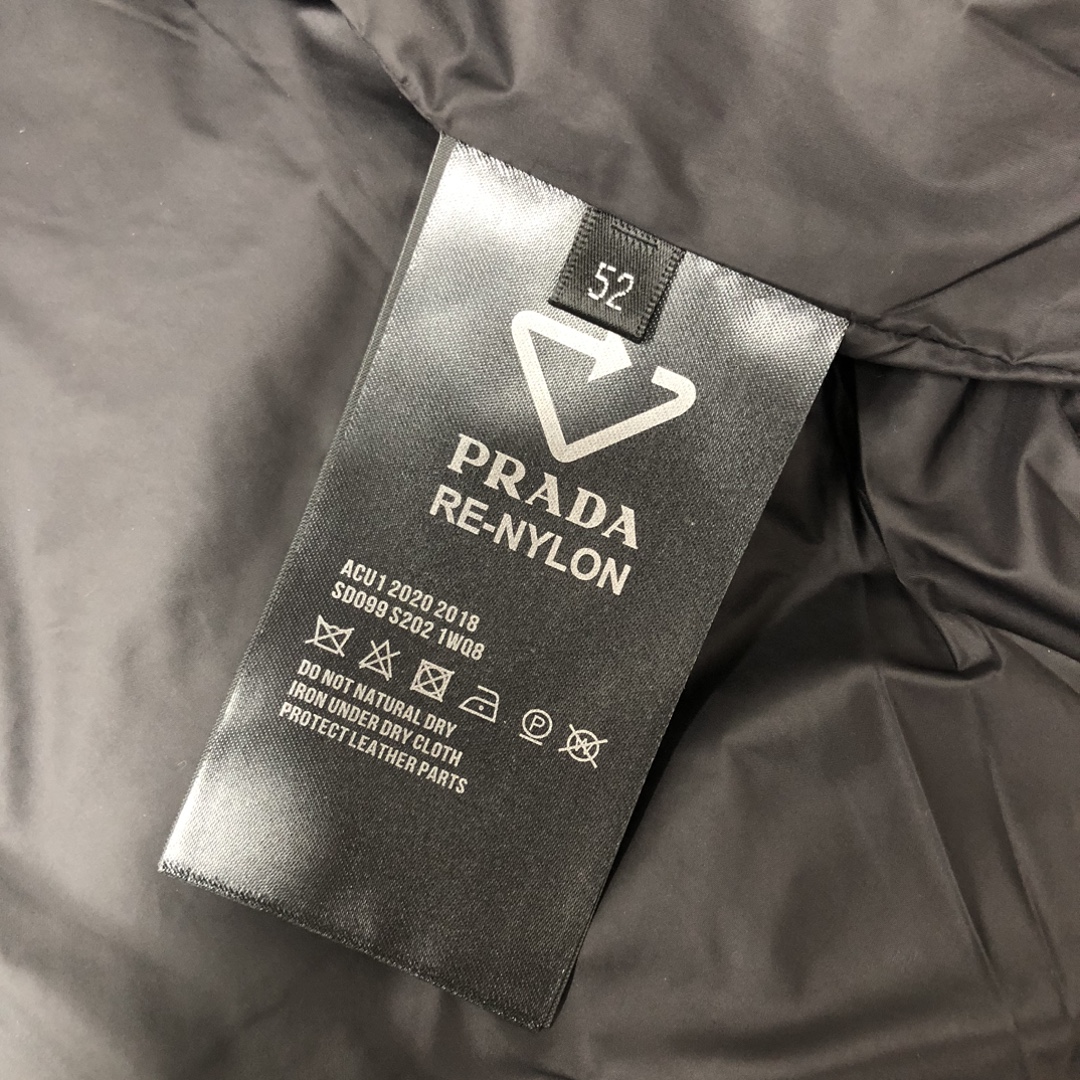 52
PRADA
RE-NYLON
ACU1 2020 2018
SD099 S202 1WQ8
P
W
DO NOT NATURAL DRY
IRON UNDER DRY CLOTH
PROTECT LEATHER PARTS